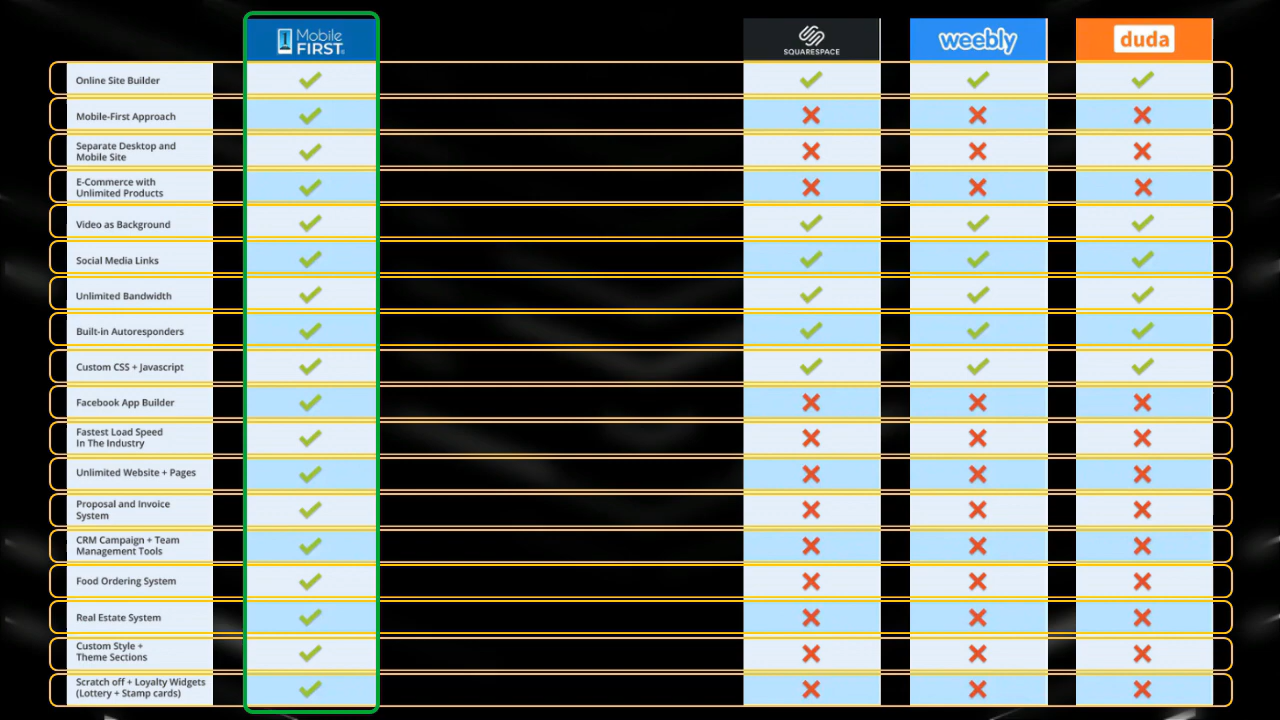 Mobile
FIRST
SQUARESPACE
weebly
duda
Online Site Builder
Mobile-First Approach
Separate Desktop and
Mobile Site
E-Commerce with
Unlimited Products
Video as Background
Social Media Links
Unlimited Bandwidth
Built-in Autoresponders
Custom CSS + Javascript
Facebook App Builder
Fastest Load Speed
In The Industry
Unlimited Website + Pages
Proposal and Invoice
System
CRM Campaign + Team
Management Tools
Food Ordering System
Real Estate System
Custom Style +
Theme Sections
Scratch off + Loyalty Widgets
(Lottery + Stamp cards)